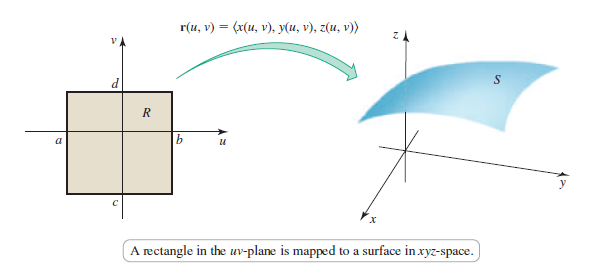 r(u, v) = ⟨x(u, v), y(u, v), z(u, v)⟩
v
z
d
S
R
a
b
u
y
c
x
A rectangle in the uv-plane is mapped to a surface in xyz-space.